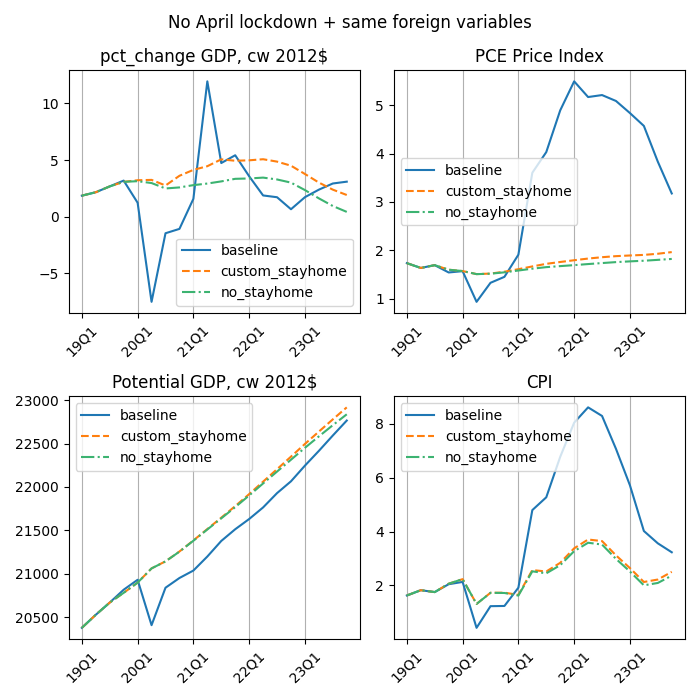 No April lockdown + same foreign variables
pct_change GDP, cw 2012$
10
5
0
−5
baseline
custom_stayhome
no_stayhome
19Q1
20Q1
21Q1
22Q1
23Q1
PCE Price Index
5
4
3
2
1
baseline
custom_stayhome
no_stayhome
19Q1
20Q1
21Q1
22Q1
23Q1
Potential GDP, cw 2012$
23000
22500
22000
21500
21000
20500
baseline
custom_stayhome
no_stayhome
19Q1
20Q1
21Q1
22Q1
23Q1
CPI
8
6
4
2
baseline
custom_stayhome
no_stayhome
19Q1
20Q1
21Q1
22Q1
23Q1